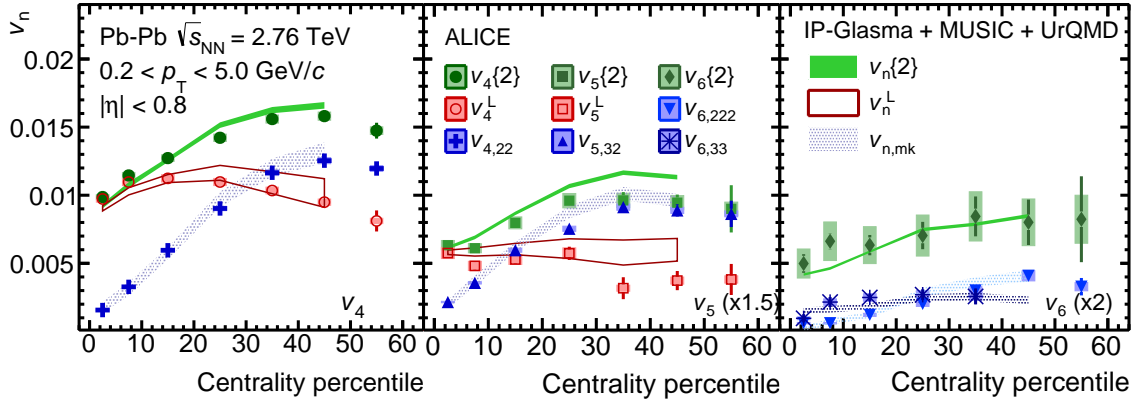 v_n
0.02
0.015
0.01
0.005
0
Pb-Pb √s_NN = 2.76 TeV
0.2 < p_T < 5.0 GeV/c
|η| < 0.8
v_4
0 10 20 30 40 50 60
Centrality percentile
ALICE
v_4{2} v_5{2} v_6{2}
v_4^L v_5^L v_6,222
v_4,22 v_5,32 v_6,33
v_5 (x1.5)
0 10 20 30 40 50 60
Centrality percentile
IP-Glasma + MUSIC + UrQMD
v_n{2}
v_n^L
v_n,mk
v_6 (x2)
0 10 20 30 40 50 60
Centrality percentile